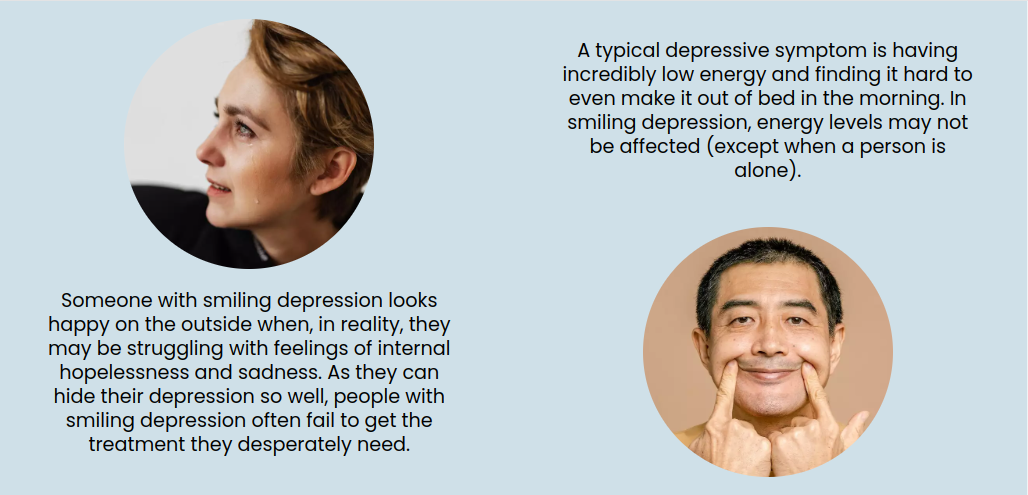 A typical depressive symptom is having
incredibly low energy and finding it hard to
even make it out of bed in the morning. In
smiling depression, energy levels may not
be affected (except when a person is
alone).
Someone with smiling depression looks
happy on the outside when, in reality, they
may be struggling with feelings of internal
hopelessness and sadness. As they can
hide their depression so well, people with
smiling depression often fail to get the
treatment they desperately need.